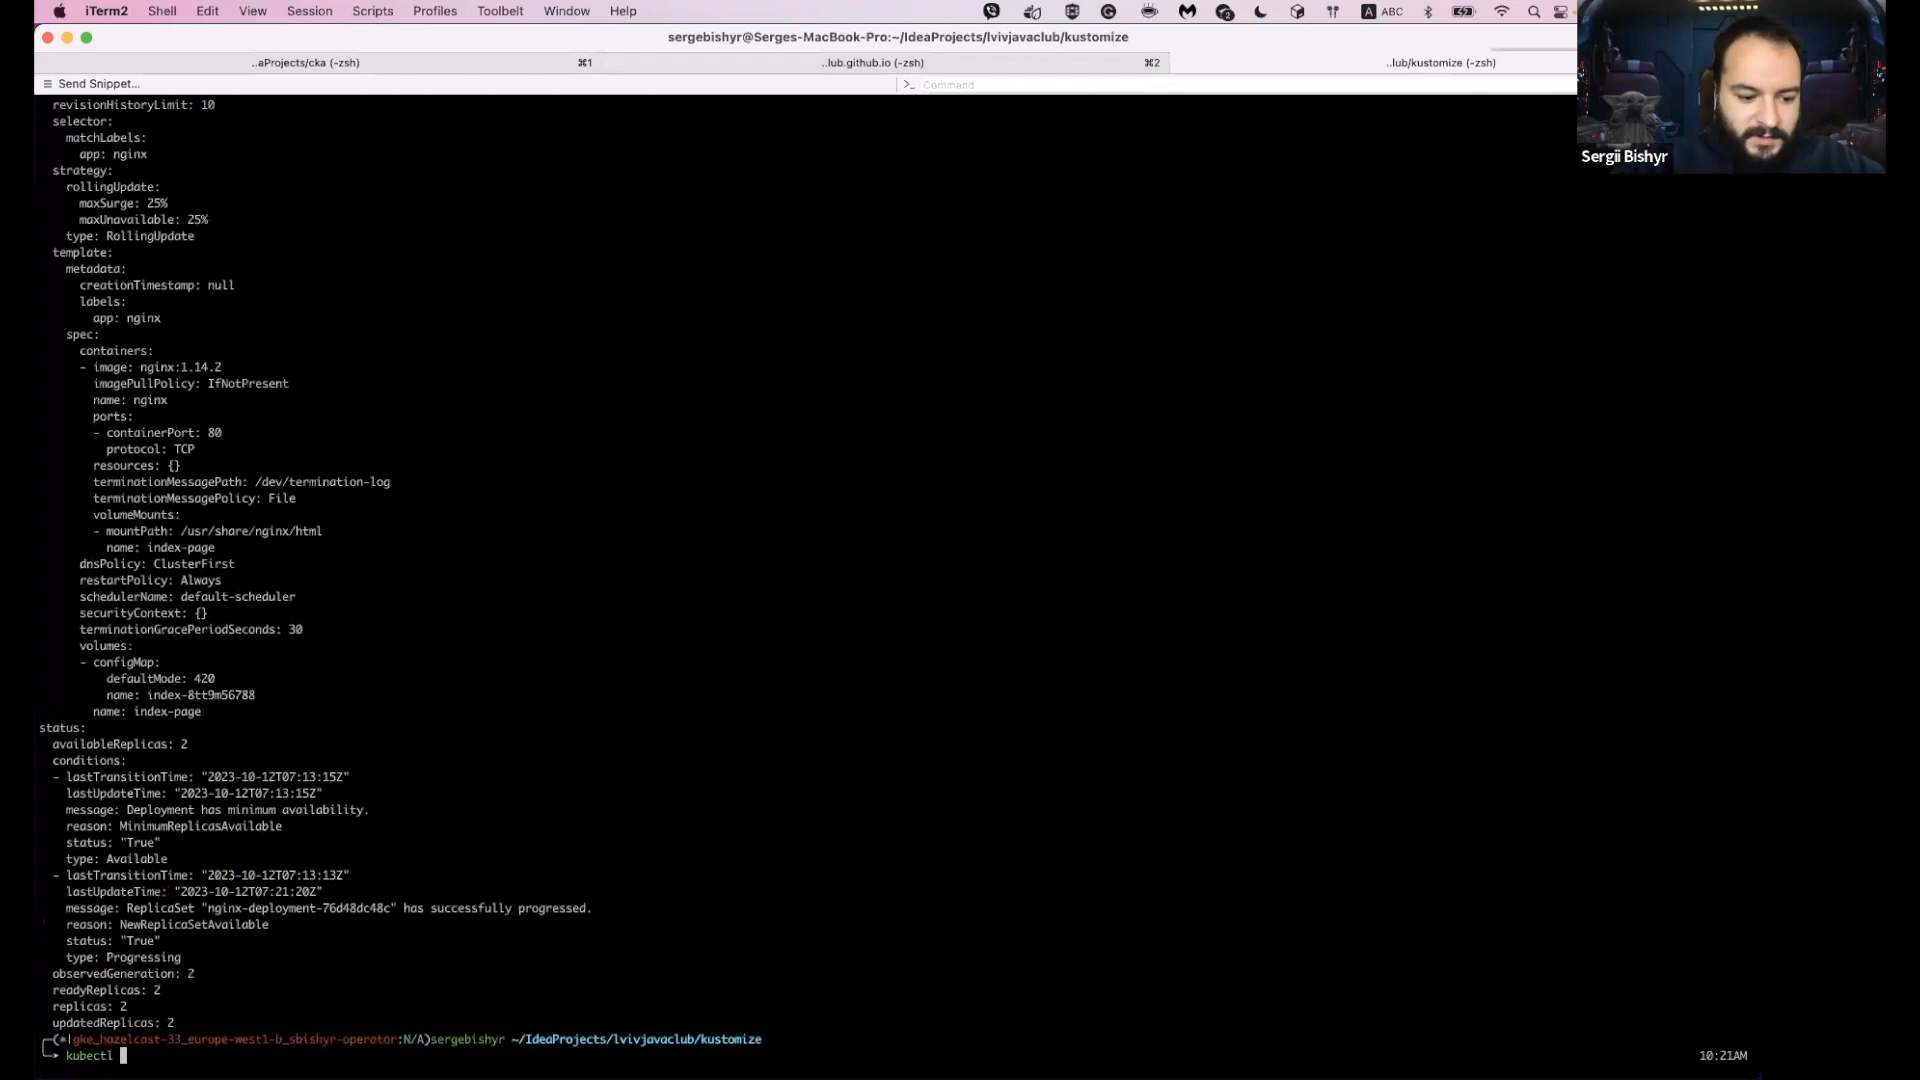 iTerm2 Shell Edit View Session Scripts Profiles Toolbelt Window Help
A ABC
sergebishyr@Serges-MacBook-Pro:~/IdeaProjects/lvivjavaclub/kustomize
..aProjects/cka (-zsh) ⌘1 ..lub.github.io (-zsh) ⌘2 ..lub/kustomize (-zsh)
Send Snippet... >_ Command
Sergii Bishyr
revisionHistoryLimit: 10
selector:
matchLabels:
app: nginx
strategy:
rollingUpdate:
maxSurge: 25%
maxUnavailable: 25%
type: RollingUpdate
template:
metadata:
creationTimestamp: null
labels:
app: nginx
spec:
containers:
- image: nginx:1.14.2
imagePullPolicy: IfNotPresent
name: nginx
ports:
- containerPort: 80
protocol: TCP
resources: {}
terminationMessagePath: /dev/termination-log
terminationMessagePolicy: File
volumeMounts:
- mountPath: /usr/share/nginx/html
name: index-page
dnsPolicy: ClusterFirst
restartPolicy: Always
schedulerName: default-scheduler
securityContext: {}
terminationGracePeriodSeconds: 30
volumes:
- configMap:
defaultMode: 420
name: index-8tt9m56788
name: index-page
status:
availableReplicas: 2
conditions:
- lastTransitionTime: "2023-10-12T07:13:15Z"
lastUpdateTime: "2023-10-12T07:13:15Z"
message: Deployment has minimum availability.
reason: MinimumReplicasAvailable
status: "True"
type: Available
- lastTransitionTime: "2023-10-12T07:13:13Z"
lastUpdateTime: "2023-10-12T07:21:20Z"
message: ReplicaSet "nginx-deployment-76d48dc48c" has successfully progressed.
reason: NewReplicaSetAvailable
status: "True"
type: Progressing
observedGeneration: 2
readyReplicas: 2
replicas: 2
updatedReplicas: 2
(*|gke_hazelcast-33_europe-west1-b_sbishyr-operator:N/A)sergebishyr ~/IdeaProjects/lvivjavaclub/kustomize
kubectl 10:21AM